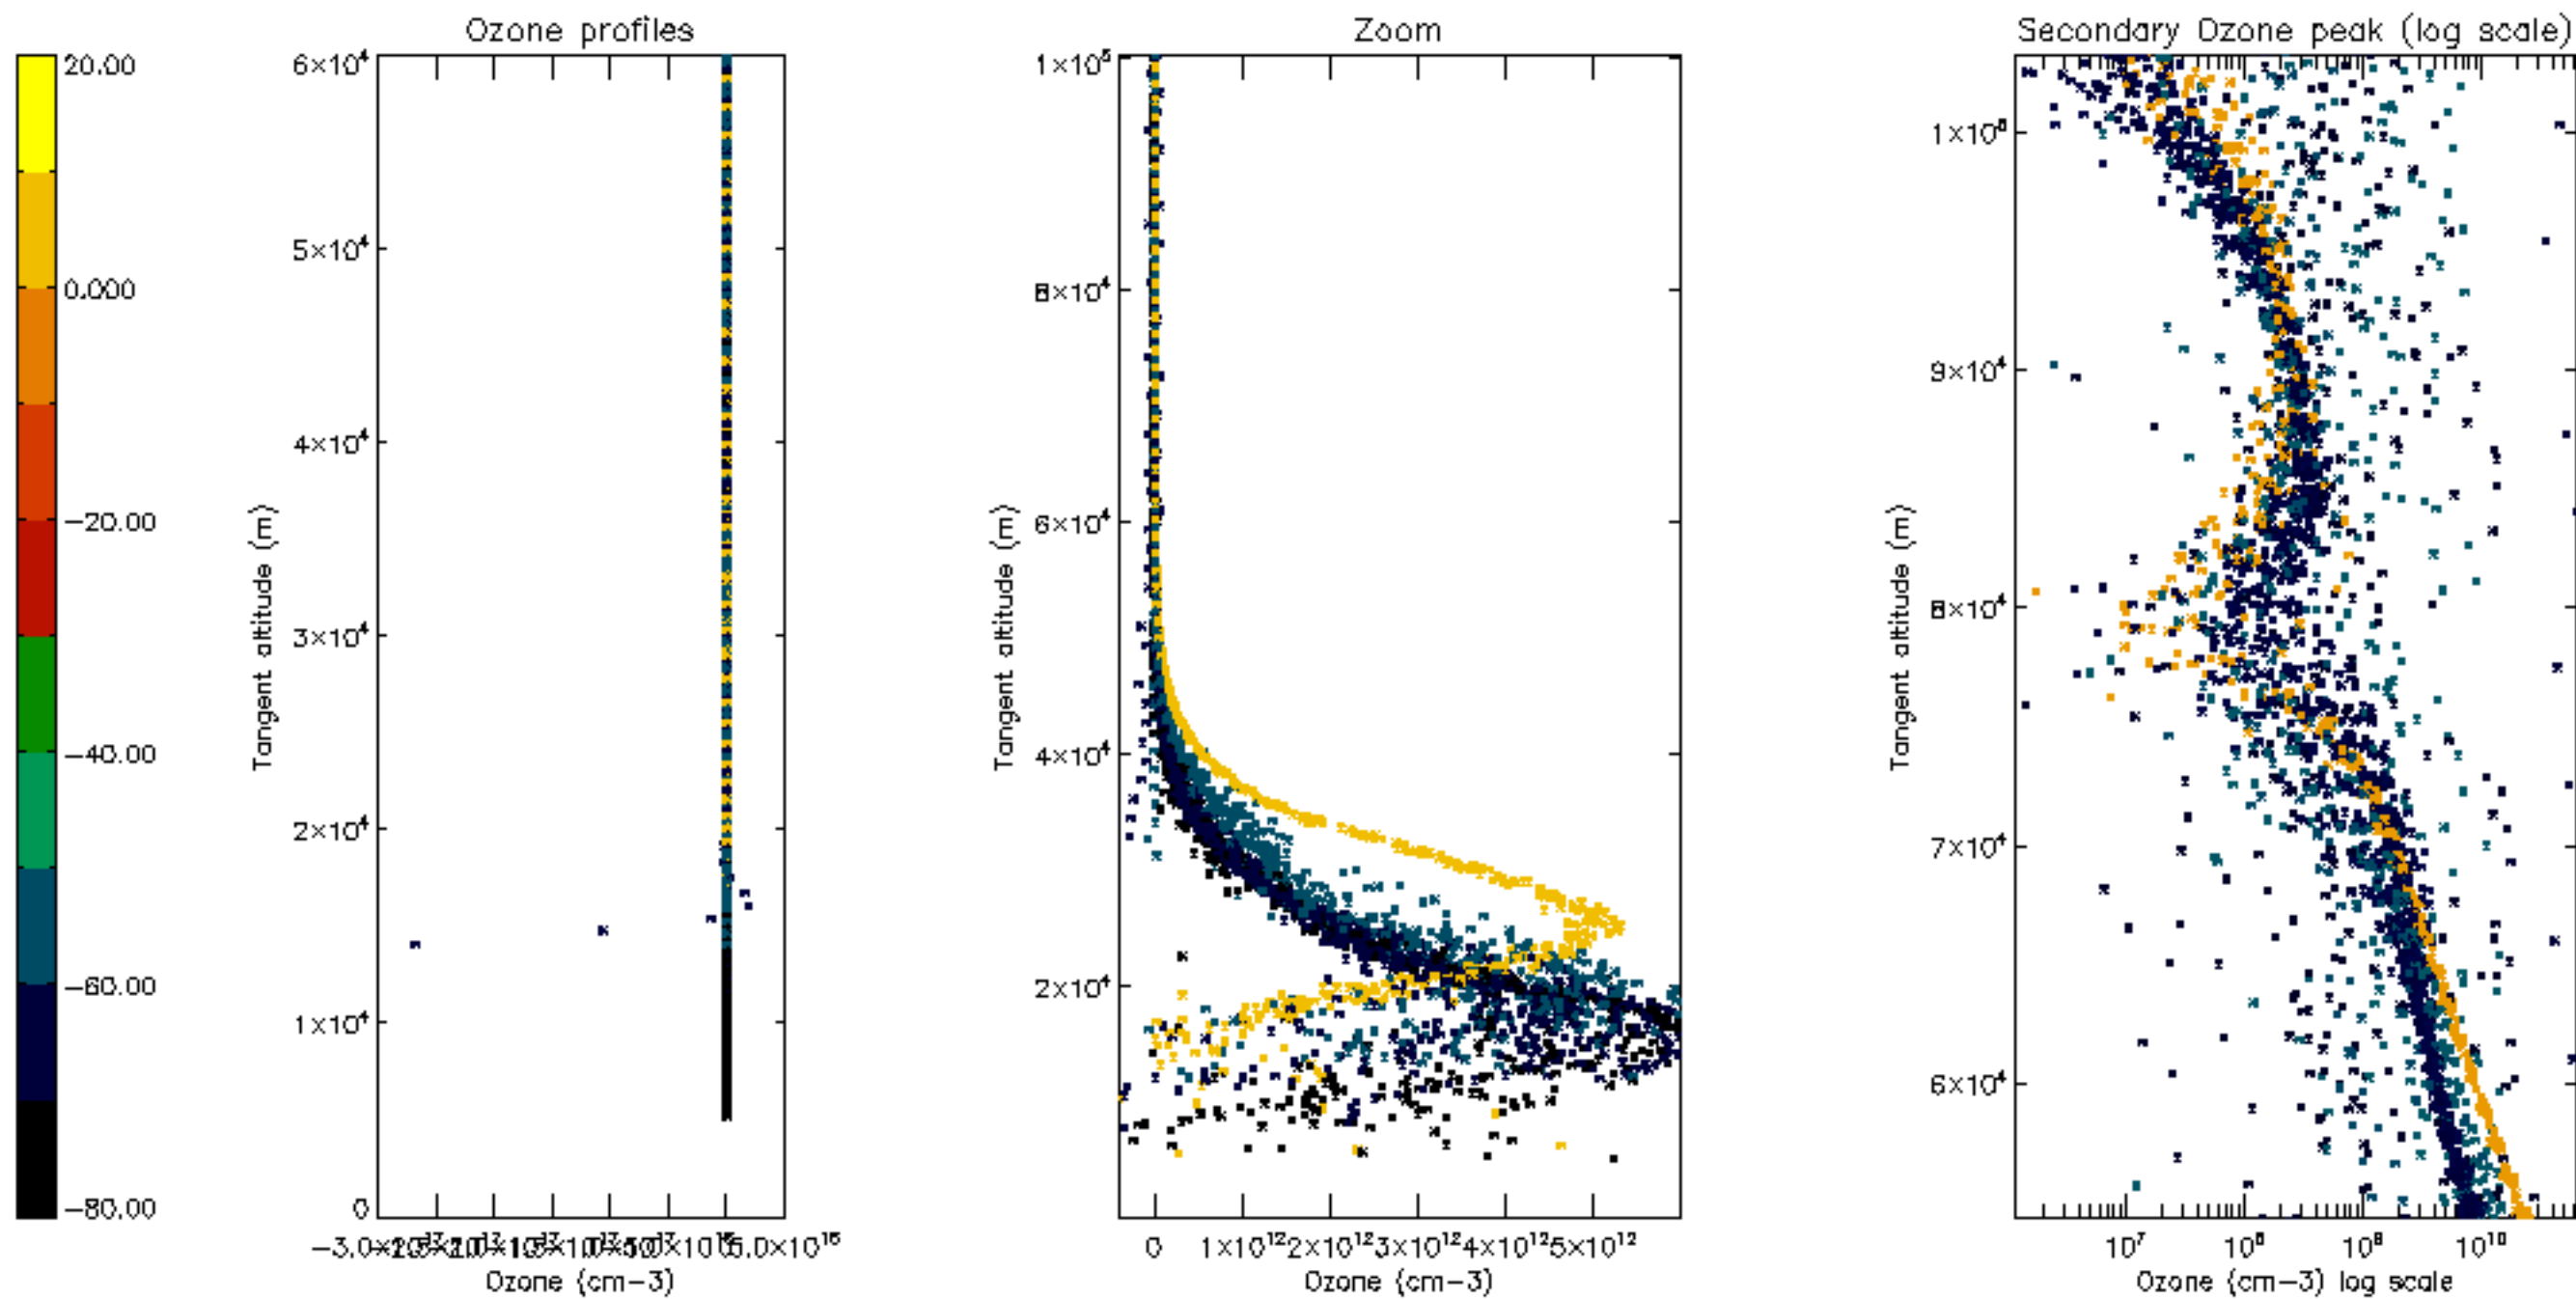 Ozone profiles
Zoom
Secondary Ozone peak (log scale)
20.00
0.000
−20.00
−40.00
−60.00
−80.00
6×10⁴
5×10⁴
4×10⁴
3×10⁴
2×10⁴
1×10⁴
0
Tangent altitude (m)
5.0×10¹⁵
Ozone (cm−3)
1×10⁵
8×10⁴
6×10⁴
4×10⁴
2×10⁴
Tangent altitude (m)
0 1×10¹² 2×10¹² 3×10¹² 4×10¹² 5×10¹²
Ozone (cm−3)
9×10⁴
8×10⁴
7×10⁴
6×10⁴
Tangent altitude (m)
10⁷ 10⁸ 10⁹ 10¹⁰
Ozone (cm−3) log scale